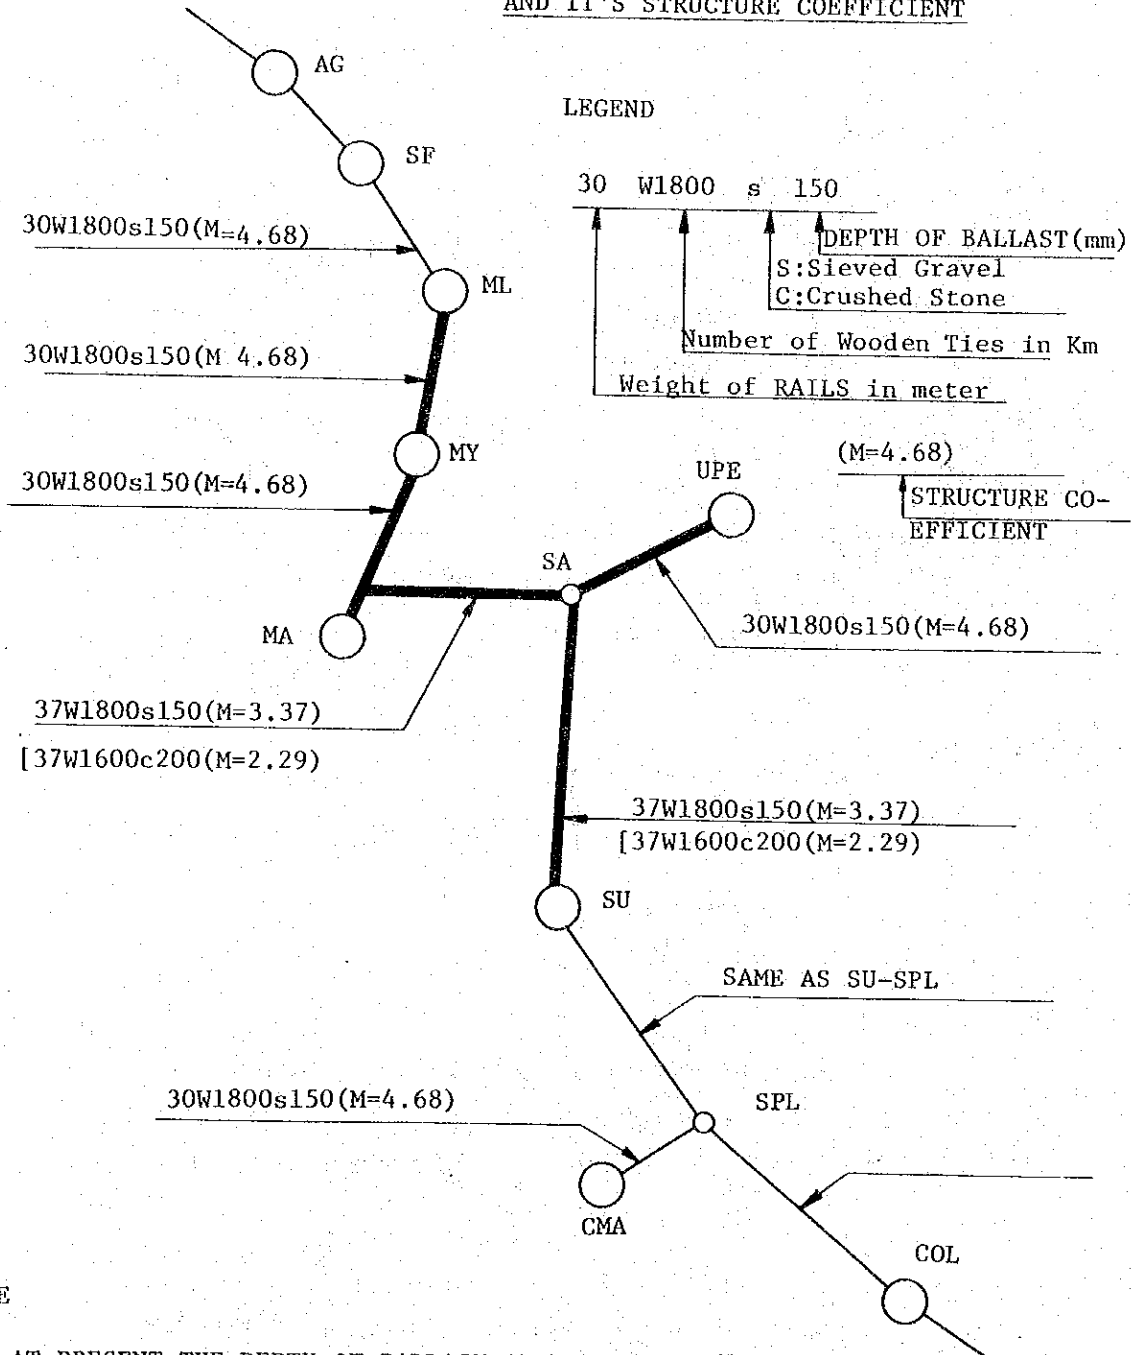 AND IT'S STRUCTURE COEFFICIENT
AG
LEGEND
SF
30 W1800 s 150
DEPTH OF BALLAST(mm)
S:Sieved Gravel
C:Crushed Stone
Number of Wooden Ties in Km
Weight of RAILS in meter
30W1800s150(M=4.68)
ML
30W1800s150(M 4.68)
MY
30W1800s150(M=4.68)
(M=4.68)
STRUCTURE CO-
EFFICIENT
UPE
SA
30W1800s150(M=4.68)
MA
37W1800s150(M=3.37)
[37W1600c200(M=2.29)
37W1800s150(M=3.37)
[37W1600c200(M=2.29)
SU
SAME AS SU-SPL
30W1800s150(M=4.68)
SPL
CMA
COL
E
AT PRESENT THE DEPTH OF